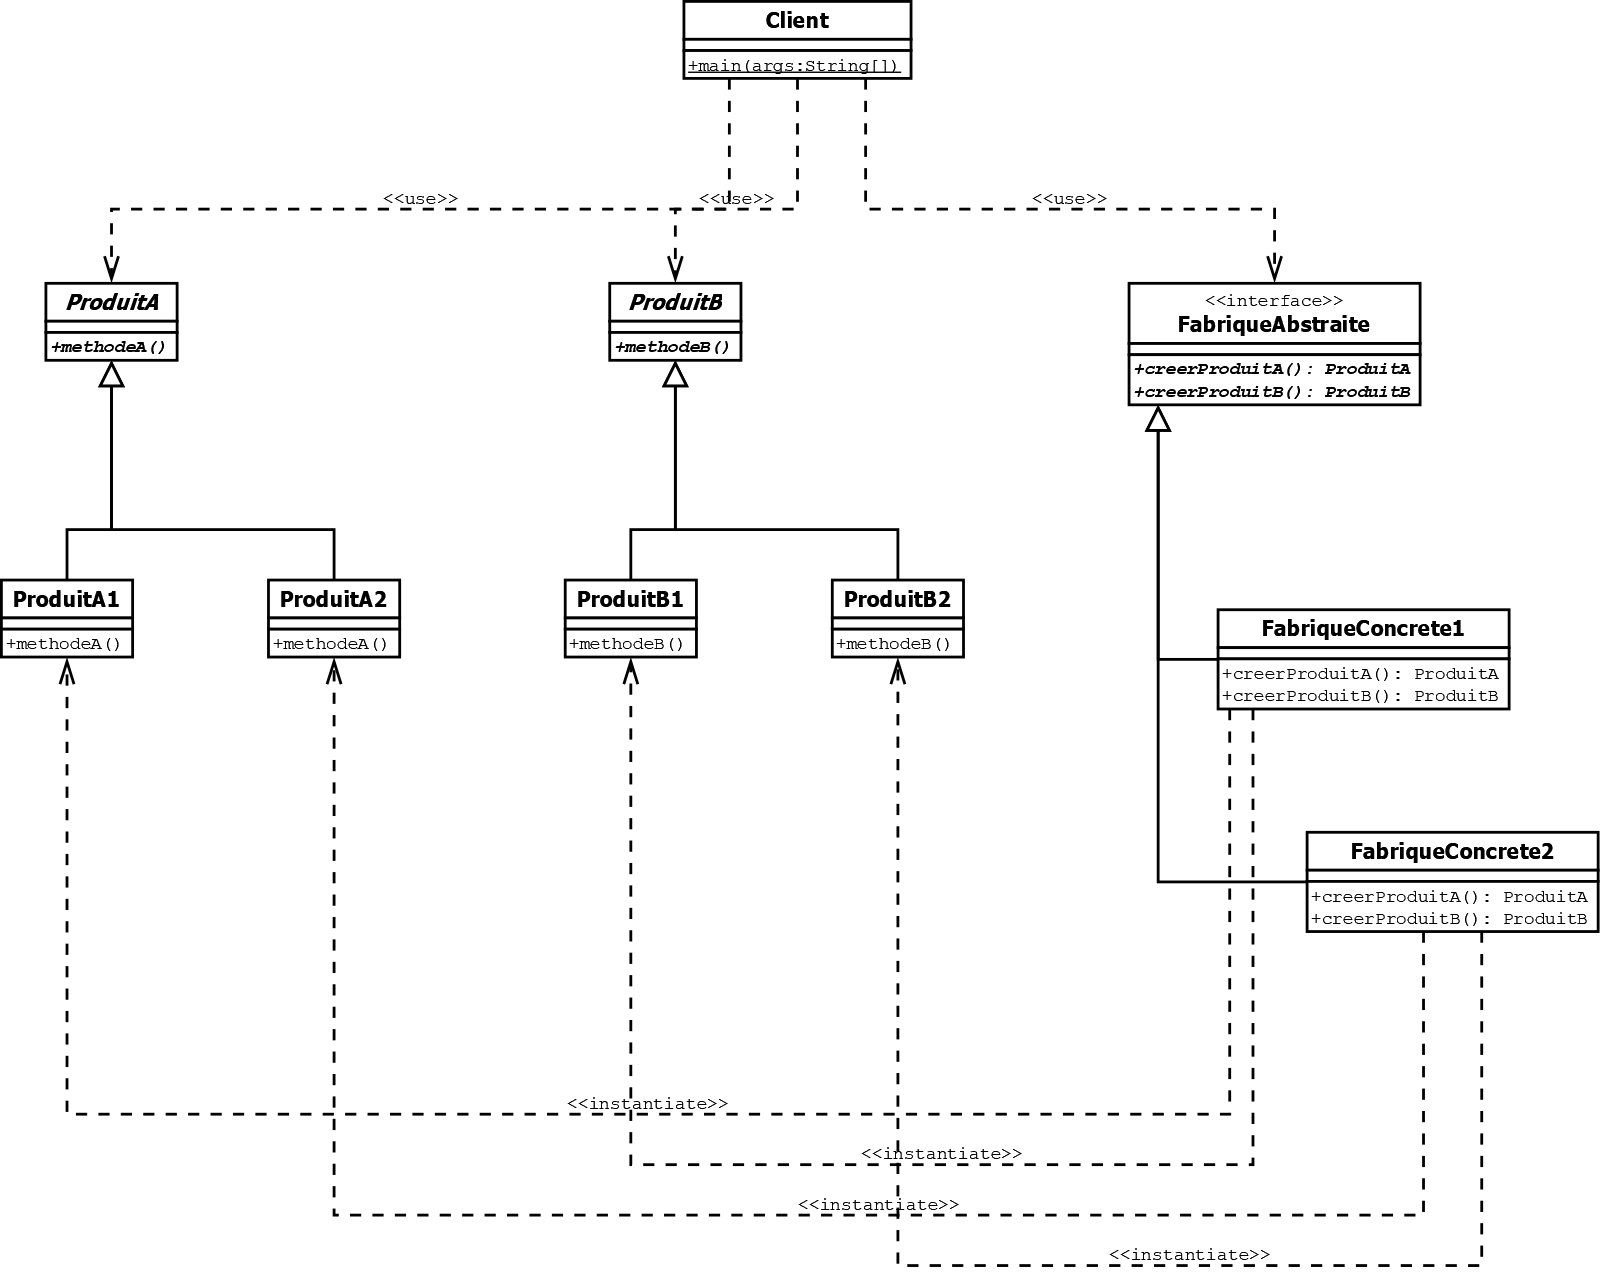 Client
+main(args:String[])
<<use>>
<<use>>
<<use>>
ProduitA
+methodeA()
ProduitB
+methodeB()
<<interface>>
FabriqueAbstraite
+creerProduitA(): ProduitA
+creerProduitB(): ProduitB
ProduitA1
+methodeA()
ProduitA2
+methodeA()
ProduitB1
+methodeB()
ProduitB2
+methodeB()
FabriqueConcrete1
+creerProduitA(): ProduitA
+creerProduitB(): ProduitB
FabriqueConcrete2
+creerProduitA(): ProduitA
+creerProduitB(): ProduitB
<<instantiate>>
<<instantiate>>
<<instantiate>>
<<instantiate>>